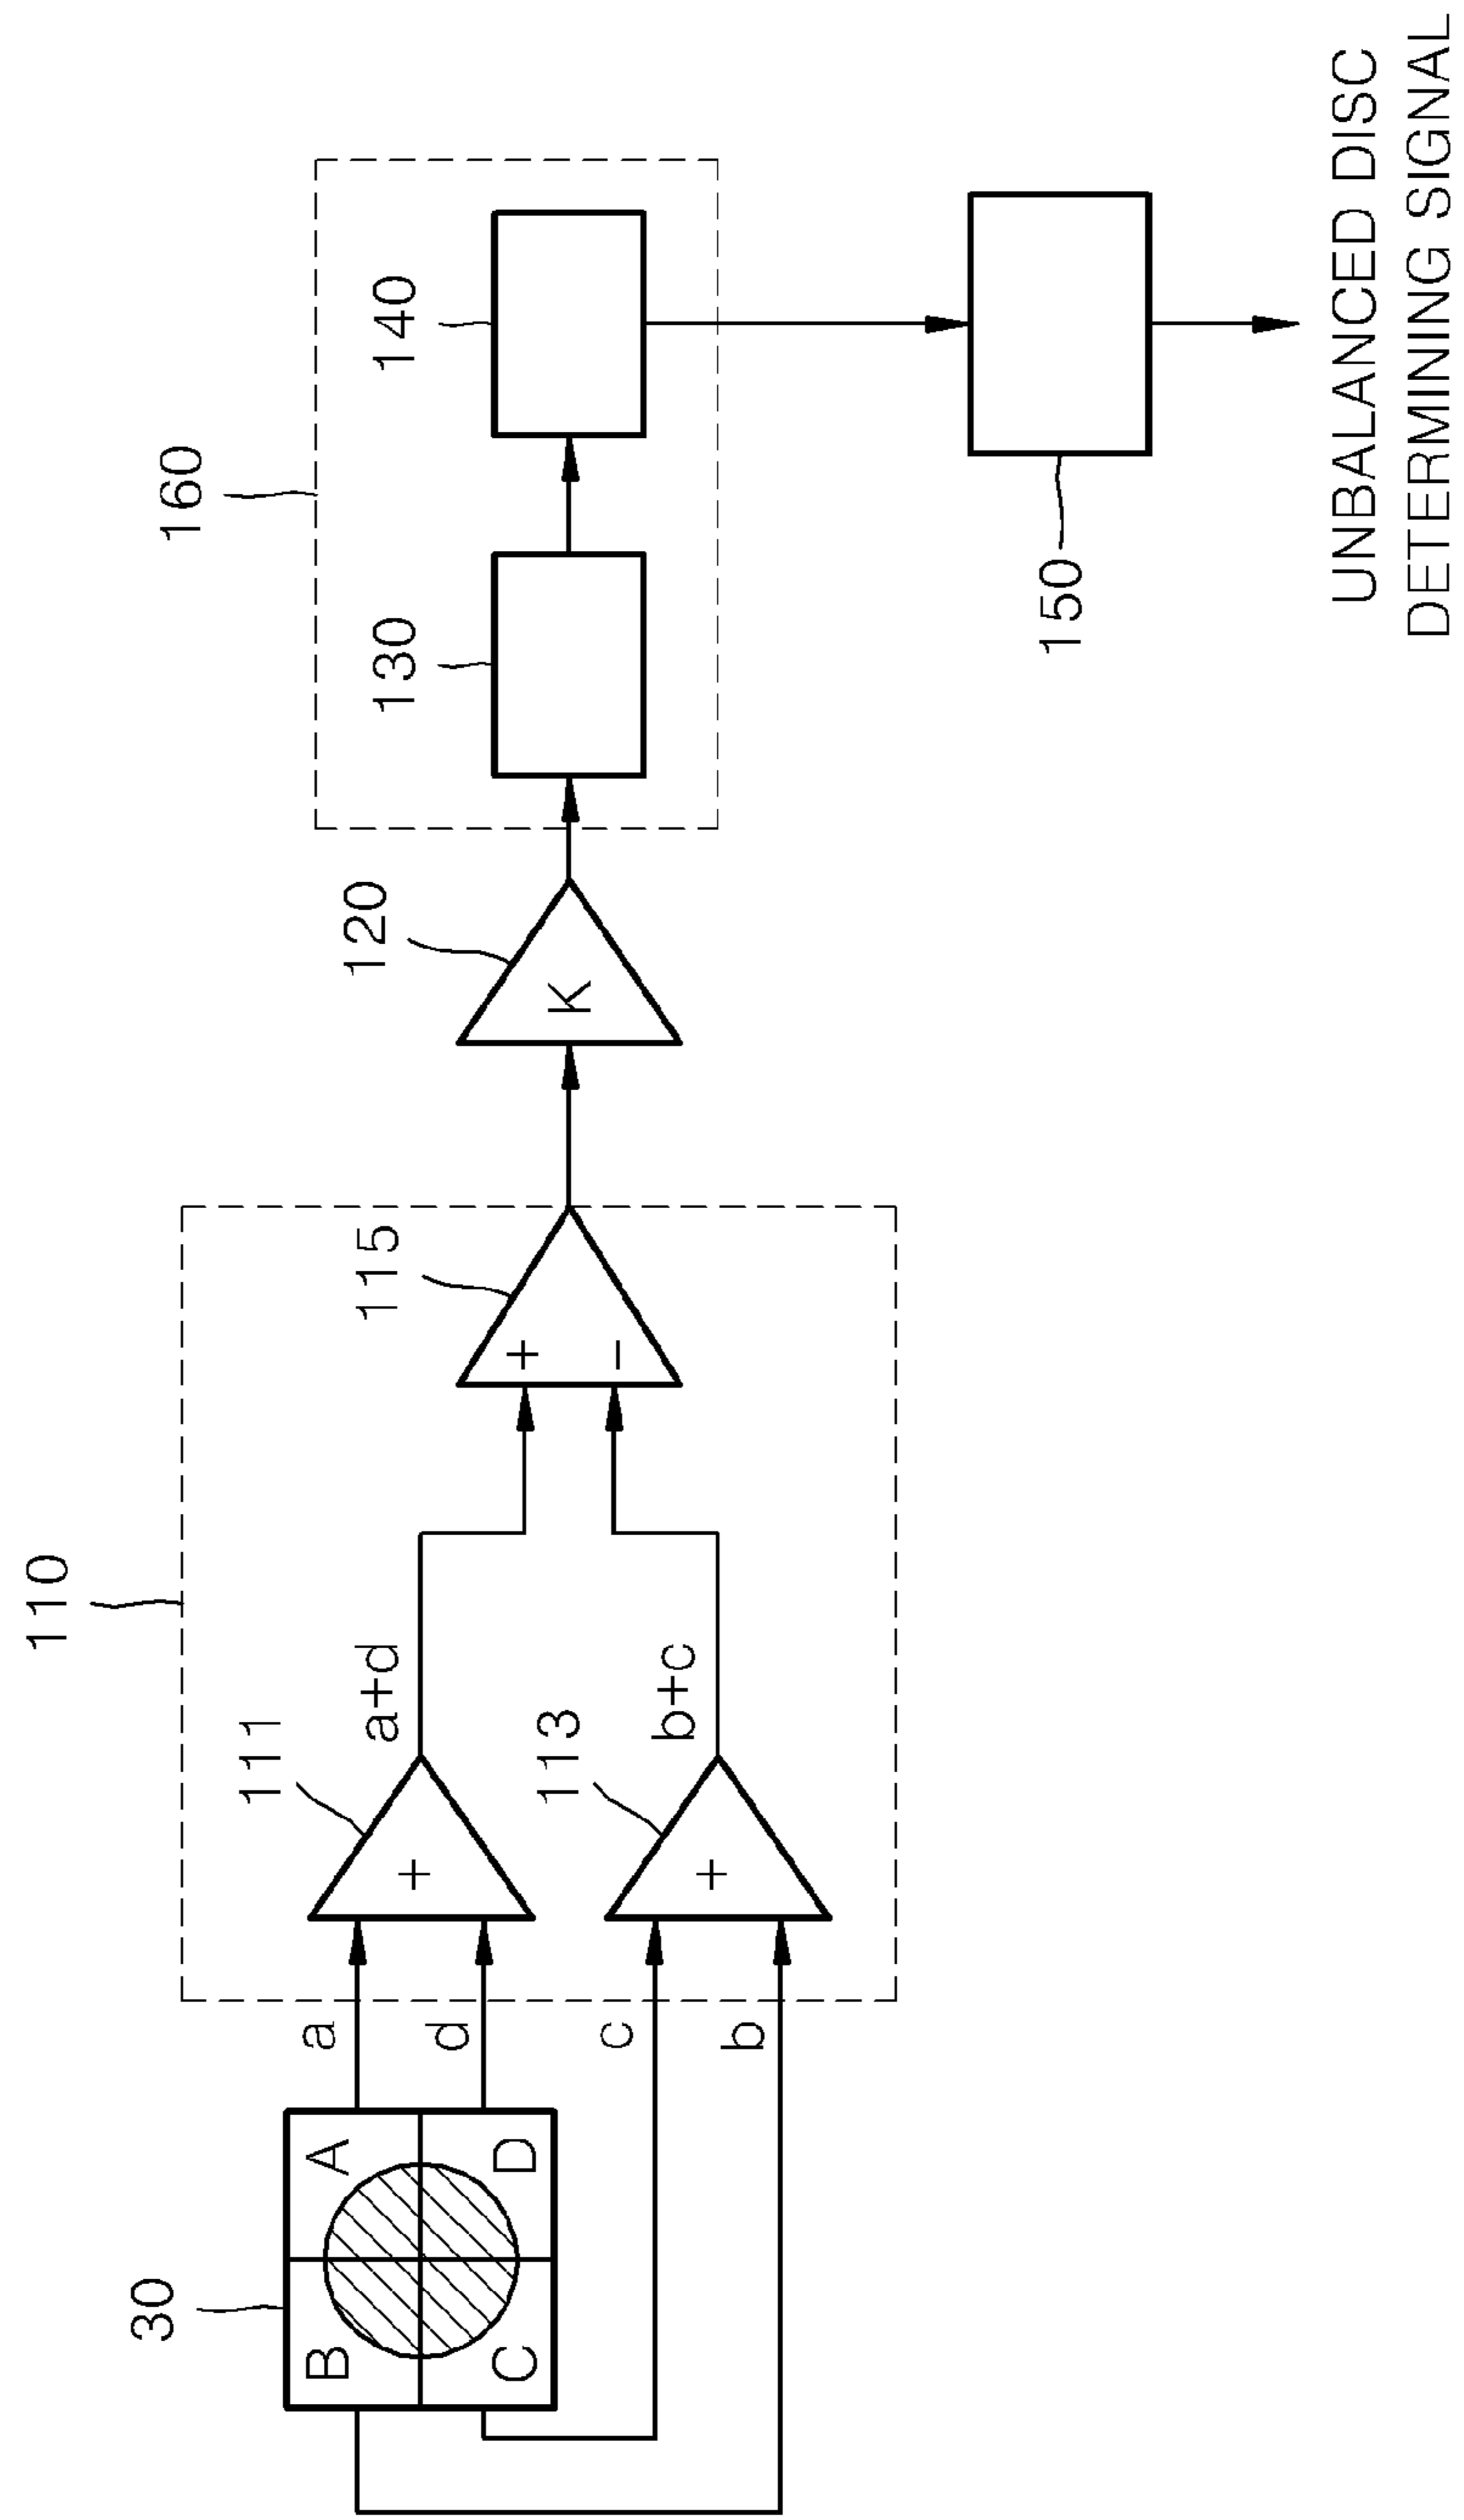 110
160
30
111
a+d
115
120
130
140
B
A
a
+
+
K
C
D
d
113
−
c
+
b+c
b
150
UNBALANCED DISC
DETERMINING SIGNAL